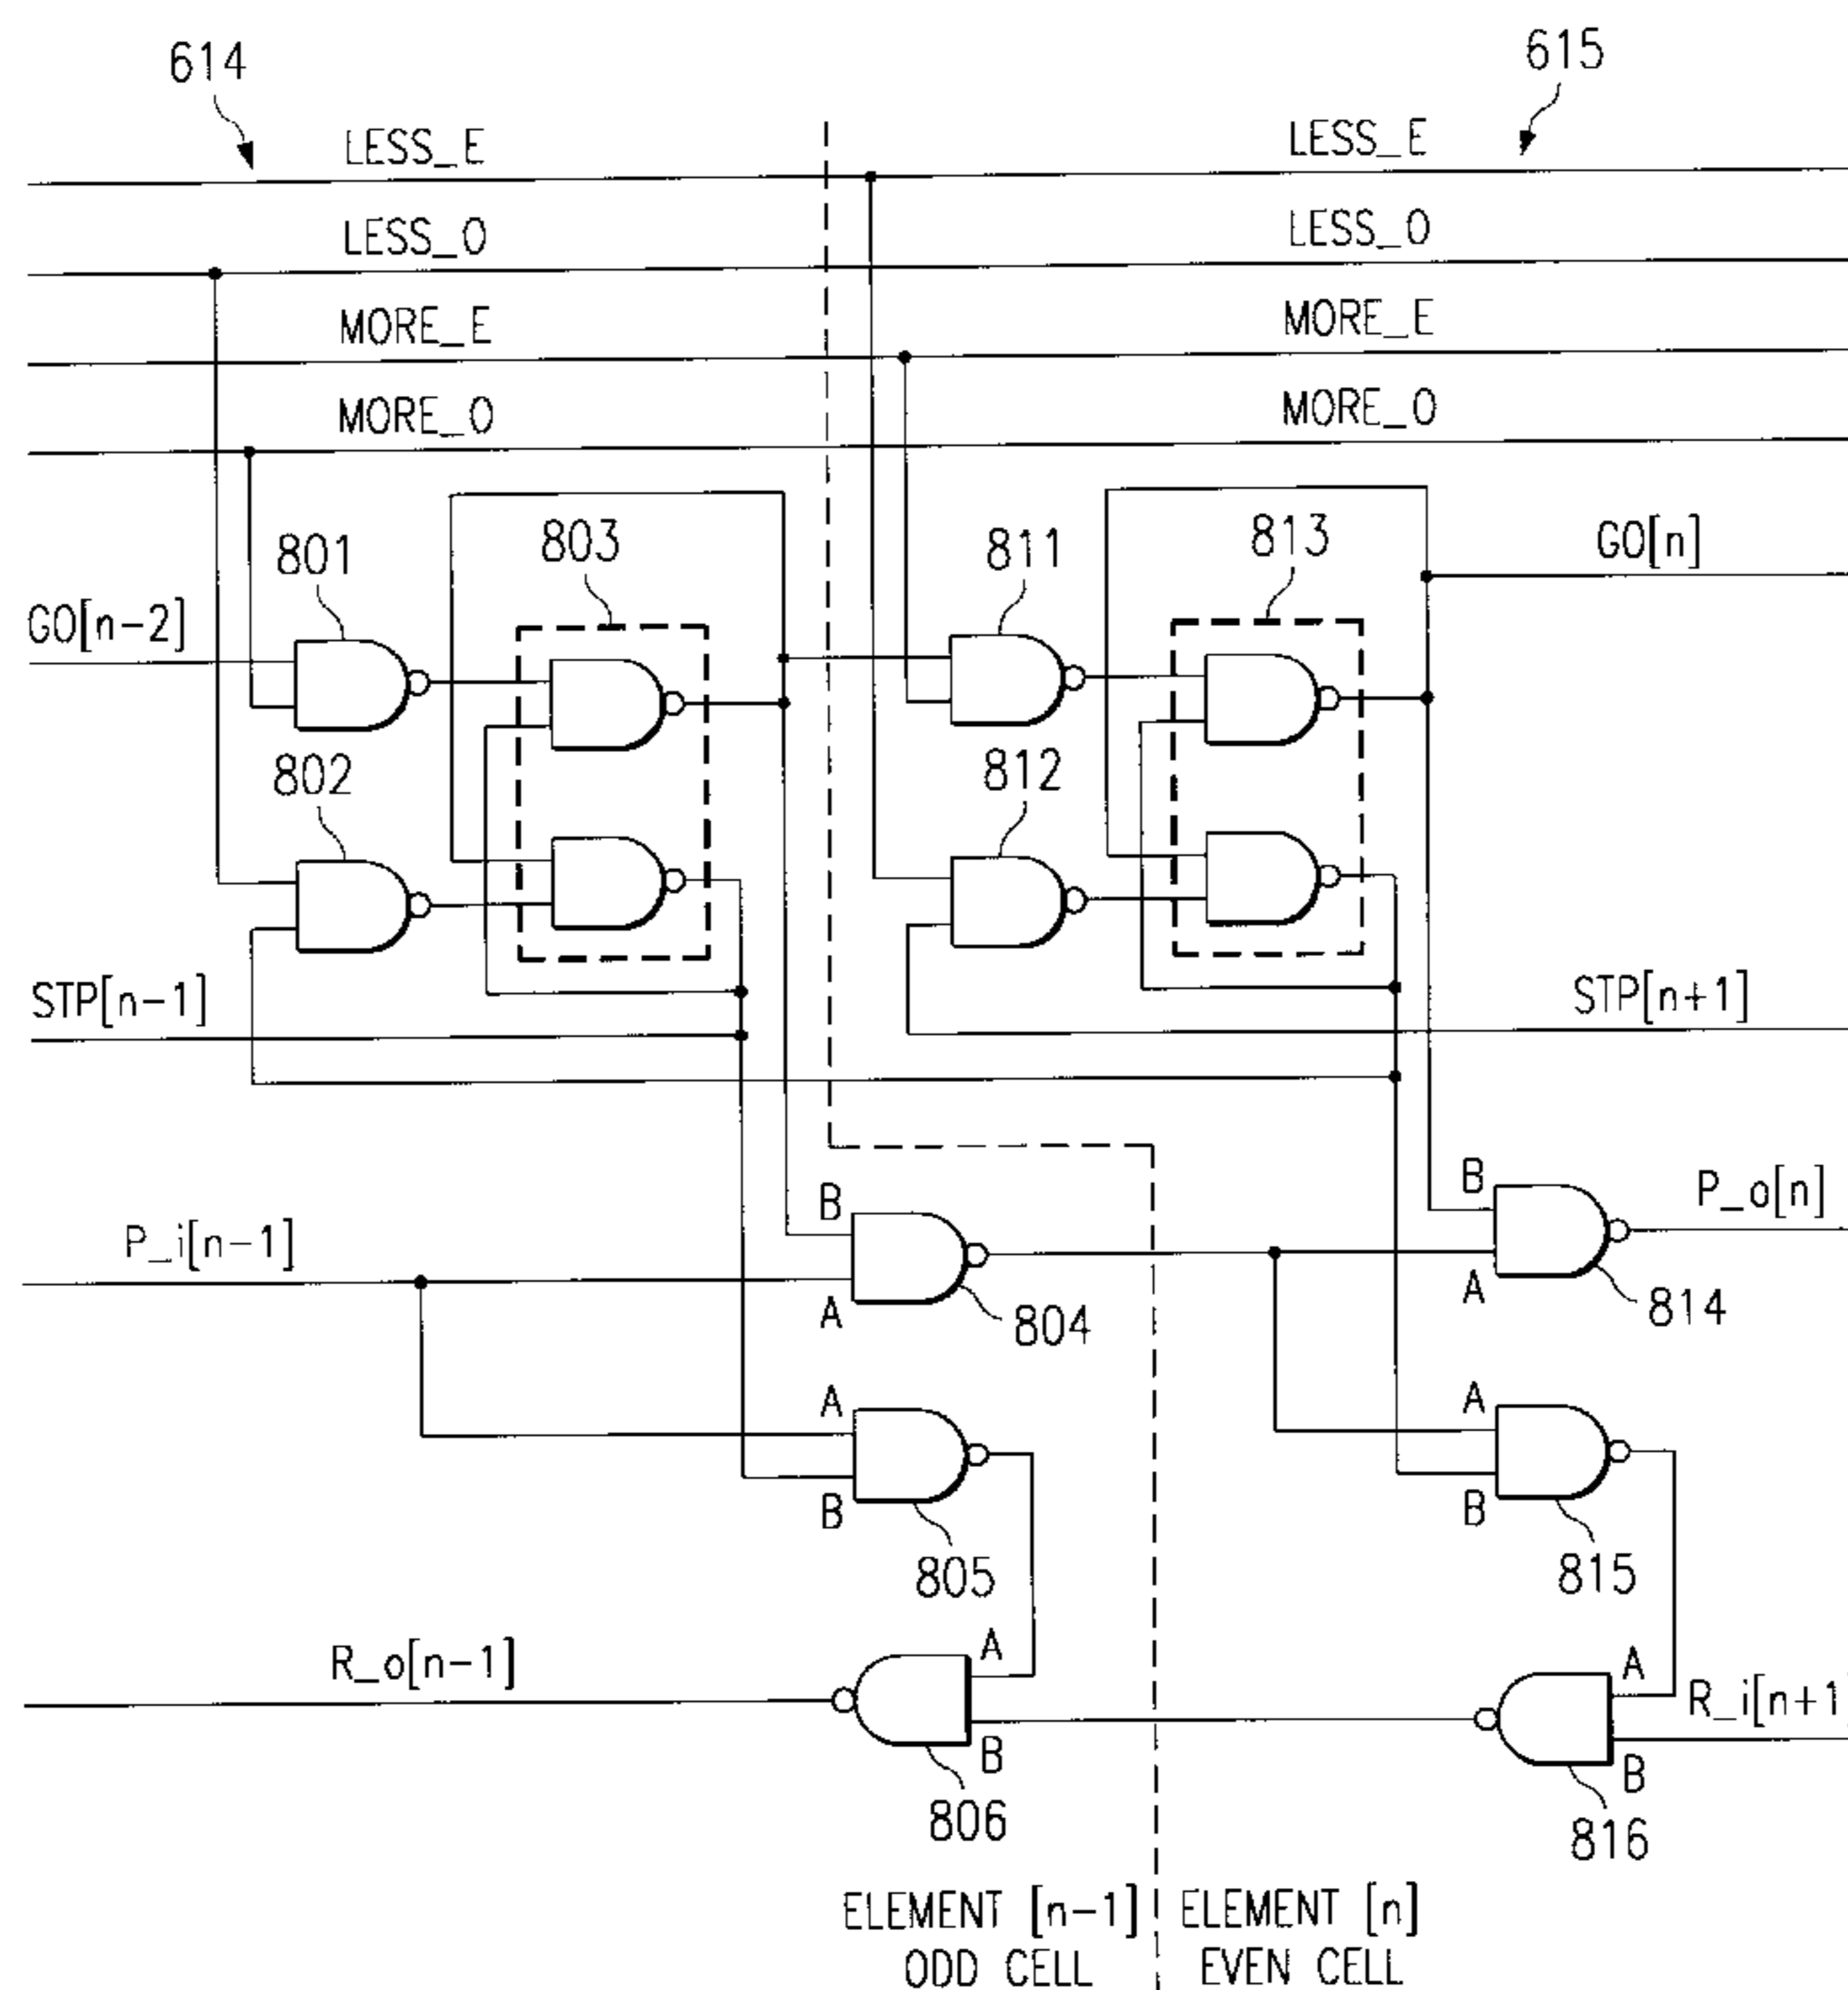 614 615
LESS_E LESS_E
LESS_O LESS_O
MORE_E MORE_E
MORE_O MORE_O
801 803 811 813 GO[n]
GO[n-2]
802 812
STP[n-1] STP[n+1]
B B P_o[n]
P_i[n-1]
A 804 A 814
A A
B B
805 815
R_o[n-1] A A R_i[n+1]
B B
806 816
ELEMENT [n-1] ELEMENT [n]
ODD CELL EVEN CELL